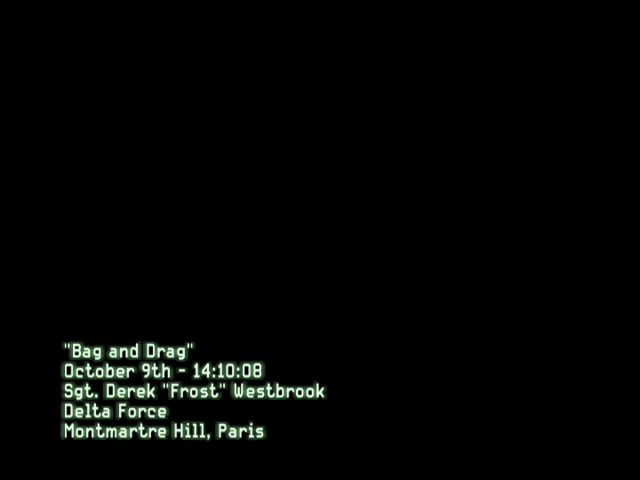 "Bag and Drag"
October 9th - 14:10:08
Sgt. Derek "Frost" Westbrook
Delta Force
Montmartre Hill, Paris